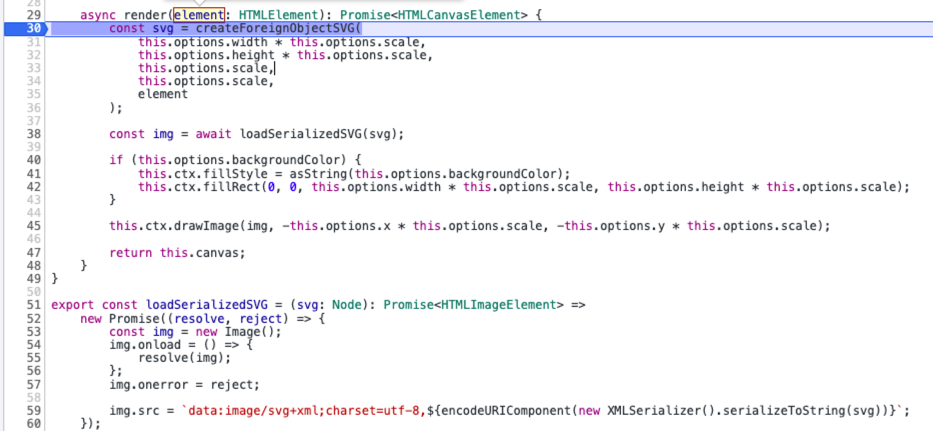 28
29 async render(element: HTMLElement): Promise<HTMLCanvasElement> {
30 const svg = createForeignObjectSVG(
31 this.options.width * this.options.scale,
32 this.options.height * this.options.scale,
33 this.options.scale,
34 this.options.scale,
35 element
36 );
37
38 const img = await loadSerializedSVG(svg);
39
40 if (this.options.backgroundColor) {
41 this.ctx.fillStyle = asString(this.options.backgroundColor);
42 this.ctx.fillRect(0, 0, this.options.width * this.options.scale, this.options.height * this.options.scale);
43 }
44
45 this.ctx.drawImage(img, -this.options.x * this.options.scale, -this.options.y * this.options.scale);
46
47 return this.canvas;
48 }
49 }
50
51 export const loadSerializedSVG = (svg: Node): Promise<HTMLImageElement> =>
52 new Promise((resolve, reject) => {
53 const img = new Image();
54 img.onload = () => {
55 resolve(img);
56 };
57 img.onerror = reject;
58
59 img.src = `data:image/svg+xml;charset=utf-8,${encodeURIComponent(new XMLSerializer().serializeToString(svg))}`;
60 });